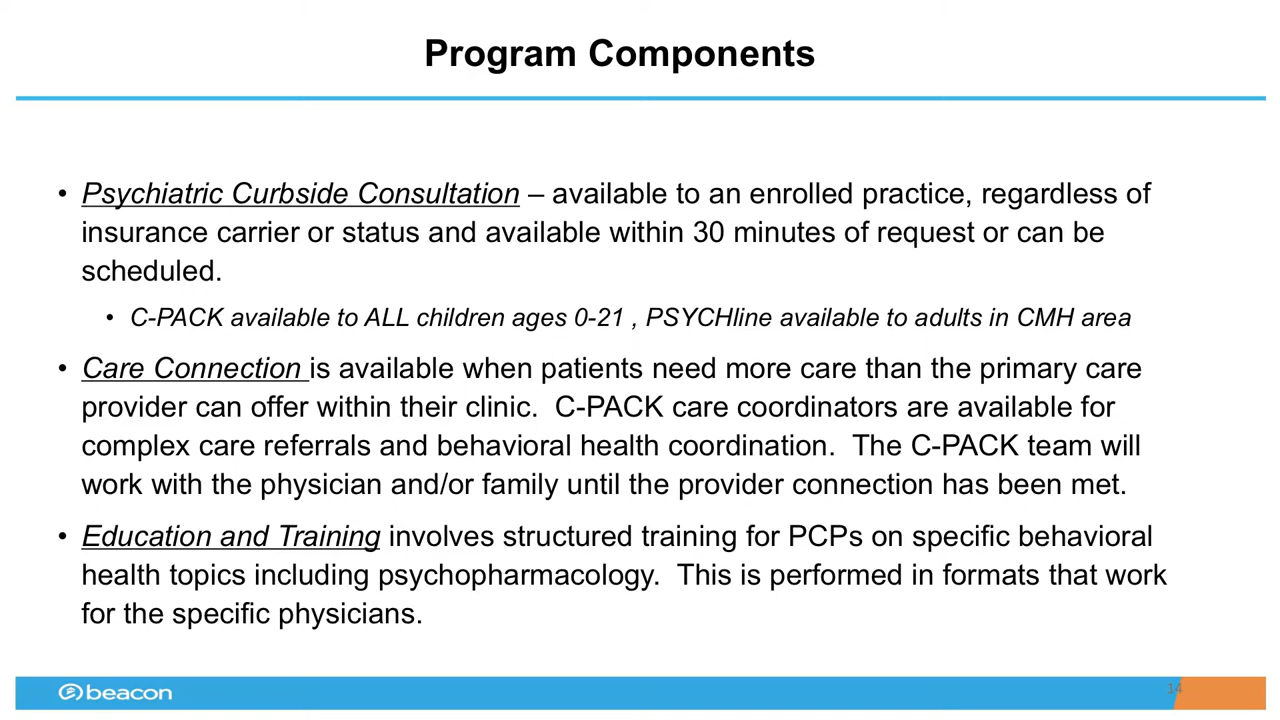 Program Components
• Psychiatric Curbside Consultation – available to an enrolled practice, regardless of
insurance carrier or status and available within 30 minutes of request or can be
scheduled.
• C-PACK available to ALL children ages 0-21 , PSYCHline available to adults in CMH area
• Care Connection is available when patients need more care than the primary care
provider can offer within their clinic.  C-PACK care coordinators are available for
complex care referrals and behavioral health coordination.  The C-PACK team will
work with the physician and/or family until the provider connection has been met.
• Education and Training involves structured training for PCPs on specific behavioral
health topics including psychopharmacology.  This is performed in formats that work
for the specific physicians.
beacon
14